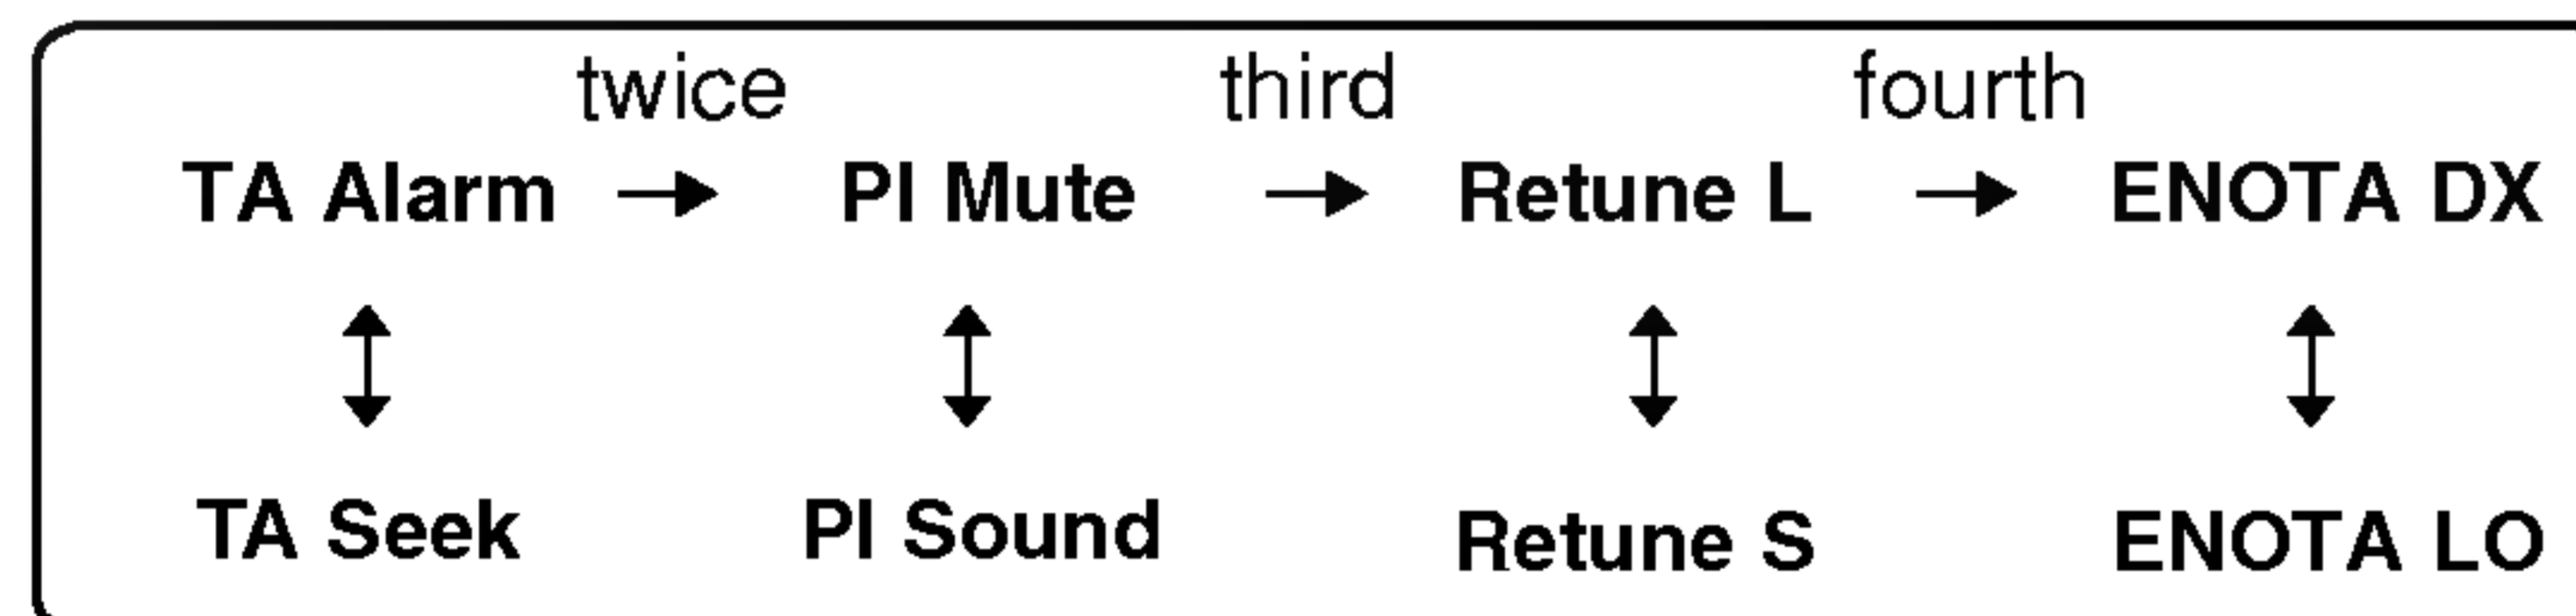 twice third fourth
TA Alarm → PI Mute → Retune L → ENOTA DX
TA Seek PI Sound Retune S ENOTA LO